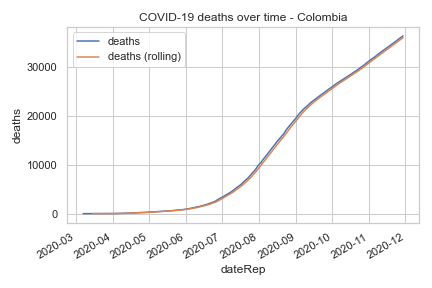 COVID-19 deaths over time - Colombia
deaths
deaths (rolling)
30000
20000
10000
0
deaths
2020-03
2020-04
2020-05
2020-06
2020-07
2020-08
2020-09
2020-10
2020-11
2020-12
dateRep